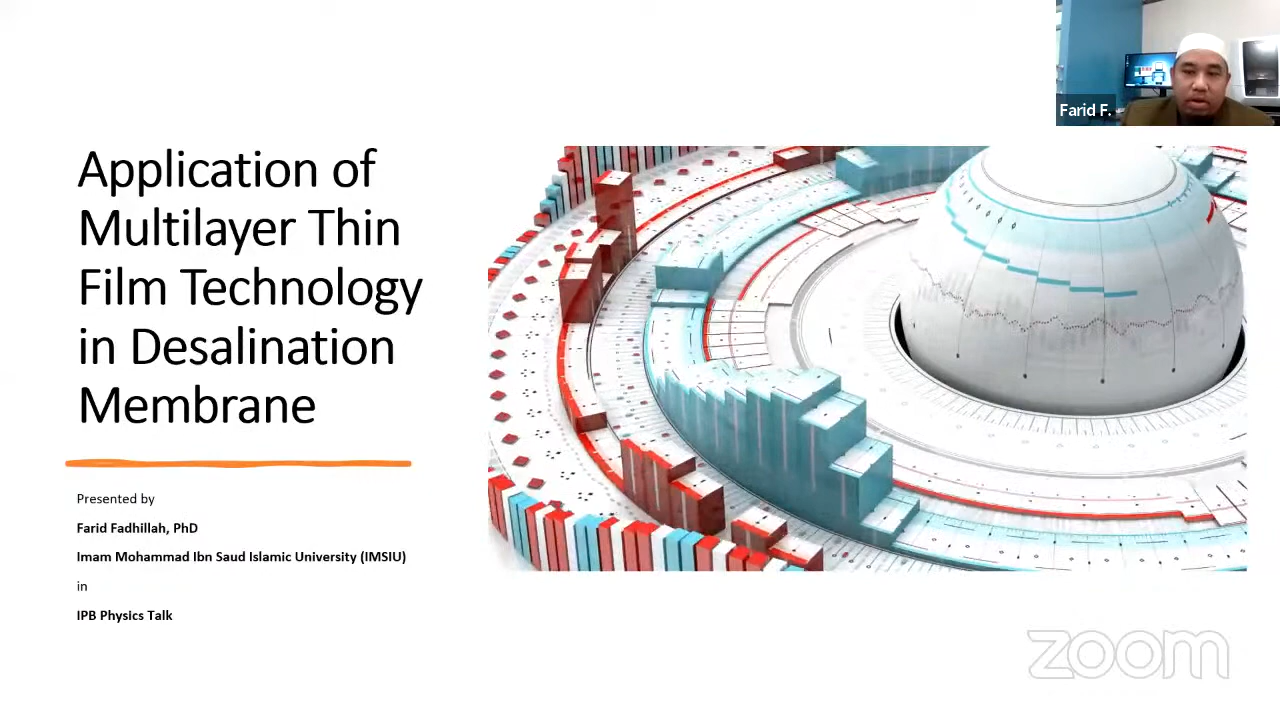 Farid F.
Application of
Multilayer Thin
Film Technology
in Desalination
Membrane
Presented by
Farid Fadhillah, PhD
Imam Mohammad Ibn Saud Islamic University (IMSIU)
in
IPB Physics Talk
zoom